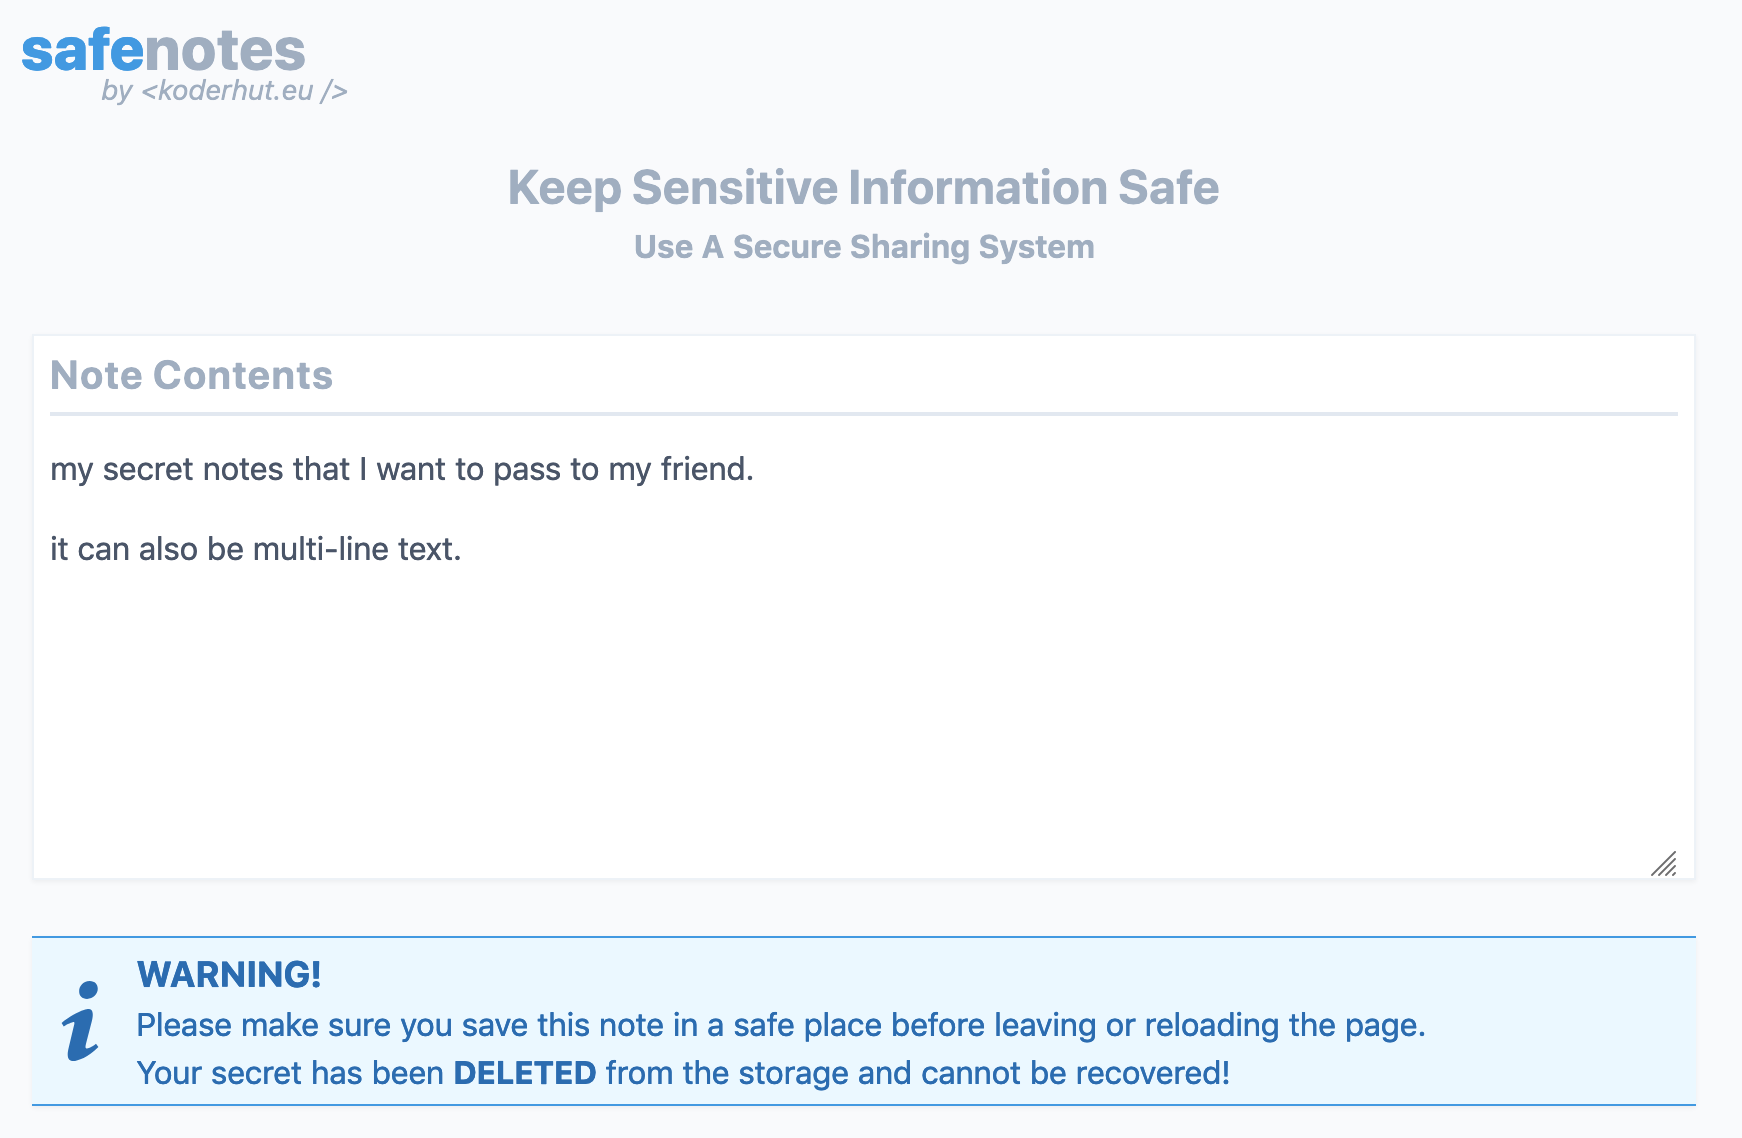 safenotes
by <koderhut.eu />
Keep Sensitive Information Safe
Use A Secure Sharing System
Note Contents
my secret notes that I want to pass to my friend.
it can also be multi-line text.
WARNING!
Please make sure you save this note in a safe place before leaving or reloading the page.
Your secret has been DELETED from the storage and cannot be recovered!